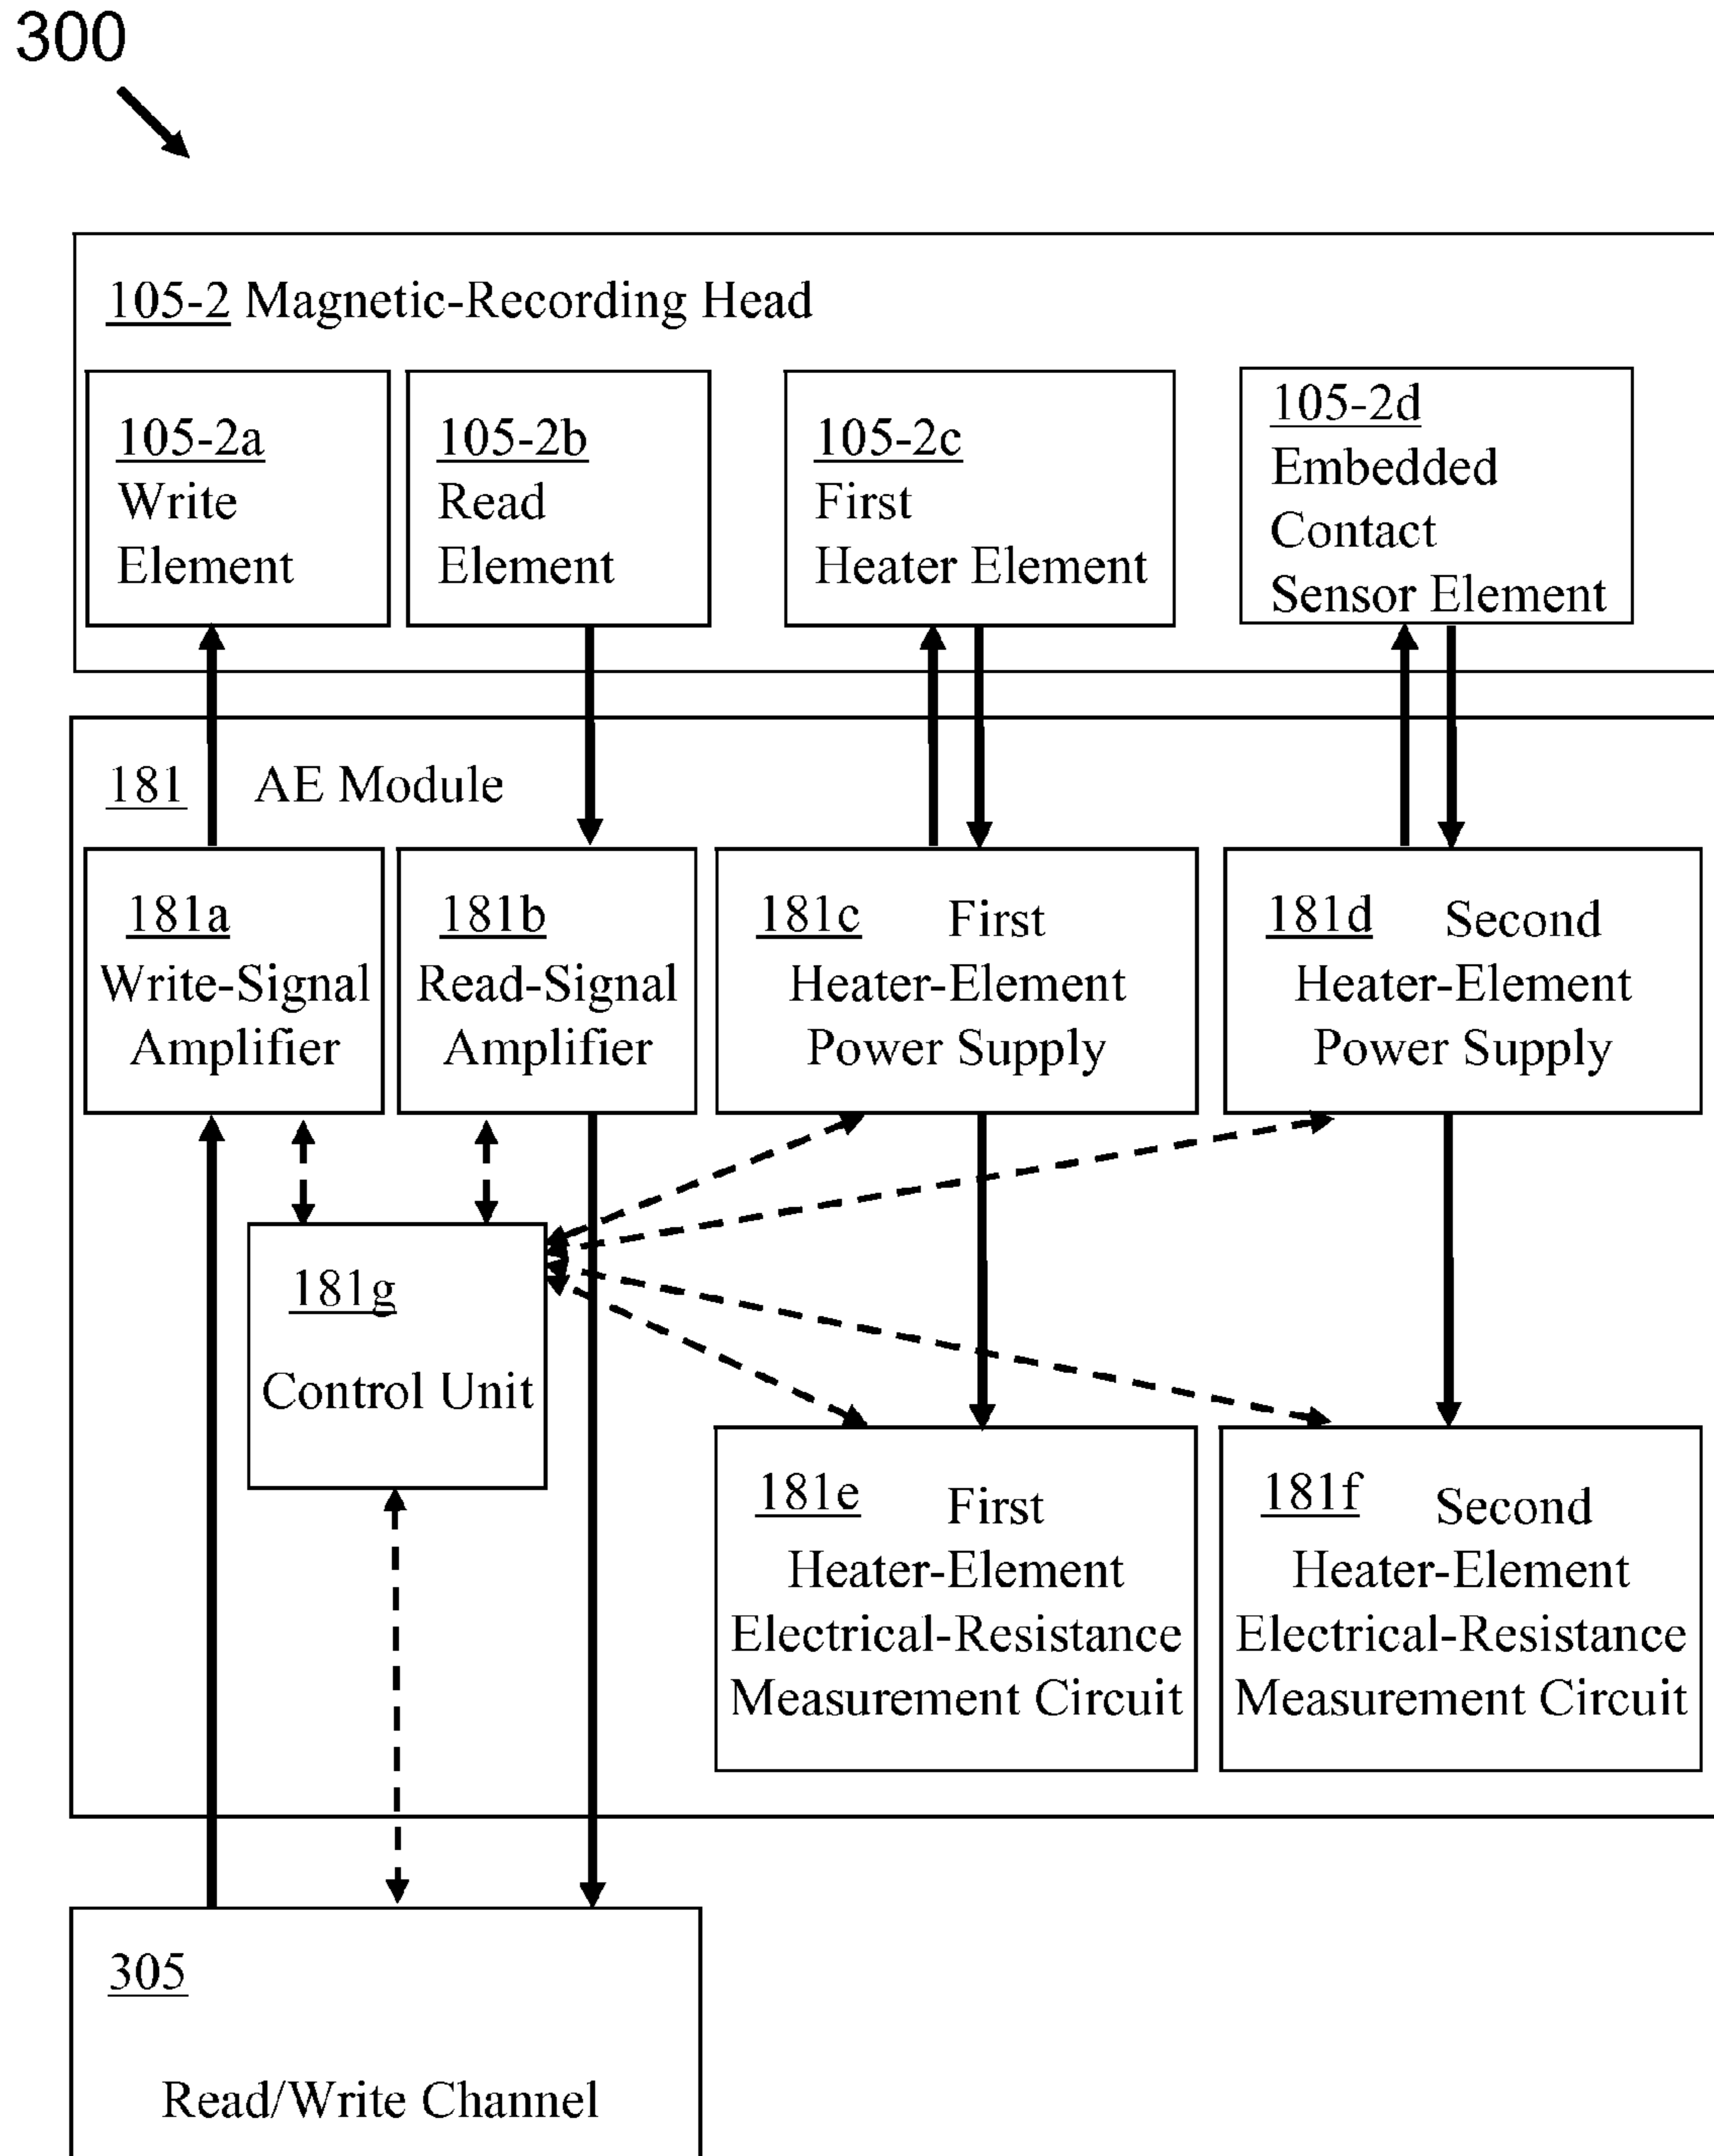 300
105-2 Magnetic-Recording Head
105-2a
Write
Element
105-2b
Read
Element
105-2c
First
Heater Element
105-2d
Embedded
Contact
Sensor Element
181 AE Module
181a
Write-Signal
Amplifier
181b
Read-Signal
Amplifier
181c First
Heater-Element
Power Supply
181d Second
Heater-Element
Power Supply
181g
Control Unit
181e First
Heater-Element
Electrical-Resistance
Measurement Circuit
181f Second
Heater-Element
Electrical-Resistance
Measurement Circuit
305
Read/Write Channel